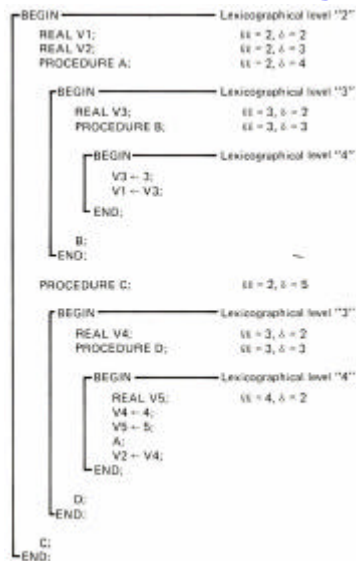 BEGIN Lexicographical level "2"
REAL V1; ℓℓ = 2, δ = 2
REAL V2; ℓℓ = 2, δ = 3
PROCEDURE A; ℓℓ = 2, δ = 4
BEGIN Lexicographical level "3"
REAL V3; ℓℓ = 3, δ = 2
PROCEDURE B; ℓℓ = 3, δ = 3
BEGIN Lexicographical level "4"
V3 ← 3;
V1 ← V3;
END;
B;
END;
PROCEDURE C; ℓℓ = 2, δ = 5
BEGIN Lexicographical level "3"
REAL V4; ℓℓ = 3, δ = 2
PROCEDURE D; ℓℓ = 3, δ = 3
BEGIN Lexicographical level "4"
REAL V5; ℓℓ = 4, δ = 2
V4 ← 4;
V5 ← 5;
A;
V2 ← V4;
END;
D;
END;
C;
END;